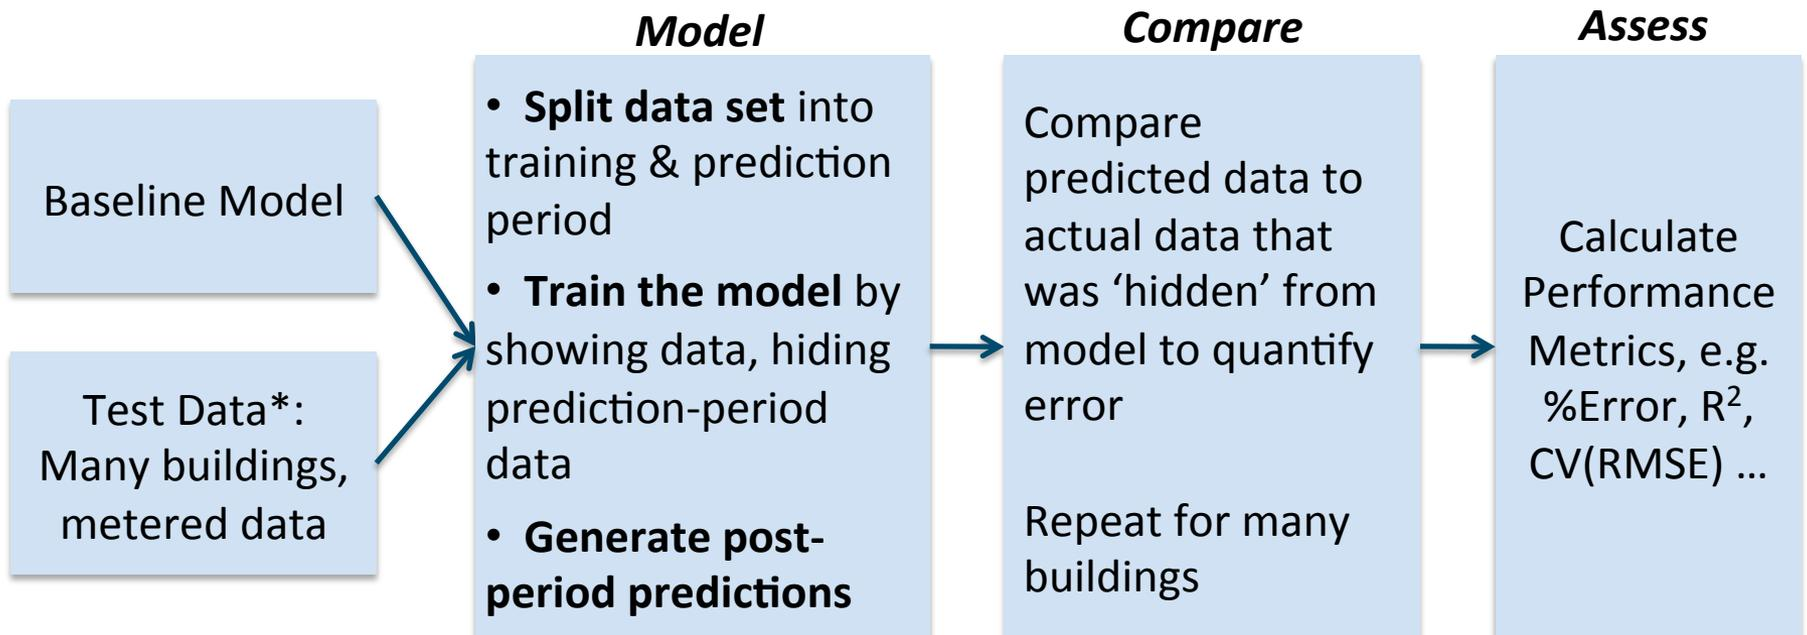 Baseline Model
Test Data*:
Many buildings,
metered data
Model
• Split data set into
training & prediction
period
• Train the model by
showing data, hiding
prediction-period
data
• Generate post-
period predictions
Compare
Compare
predicted data to
actual data that
was ‘hidden’ from
model to quantify
error
Repeat for many
buildings
Assess
Calculate
Performance
Metrics, e.g.
%Error, R²,
CV(RMSE) …